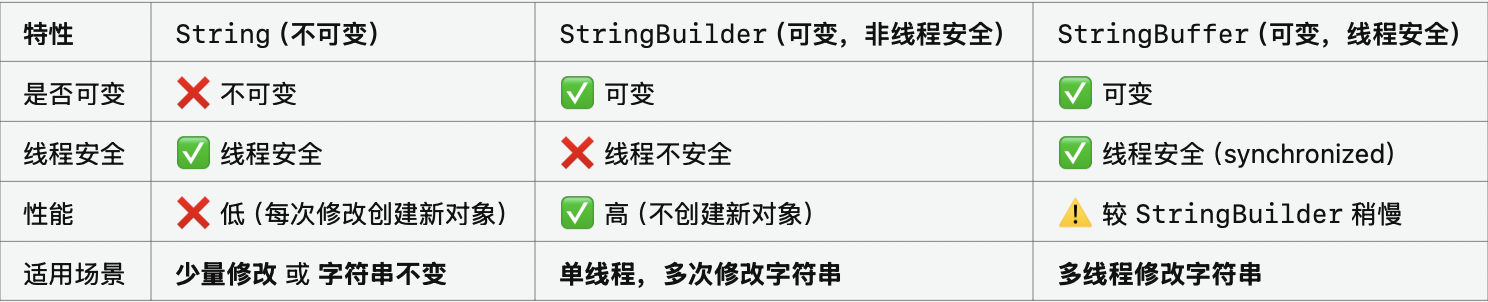 特性 String (不可变) StringBuilder (可变，非线程安全) StringBuffer (可变，线程安全)
是否可变 ❌ 不可变 ✅ 可变 ✅ 可变
线程安全 ✅ 线程安全 ❌ 线程不安全 ✅ 线程安全 (synchronized)
性能 ❌ 低 (每次修改创建新对象) ✅ 高 (不创建新对象) ⚠️ 较 StringBuilder 稍慢
适用场景 少量修改 或 字符串不变 单线程，多次修改字符串 多线程修改字符串